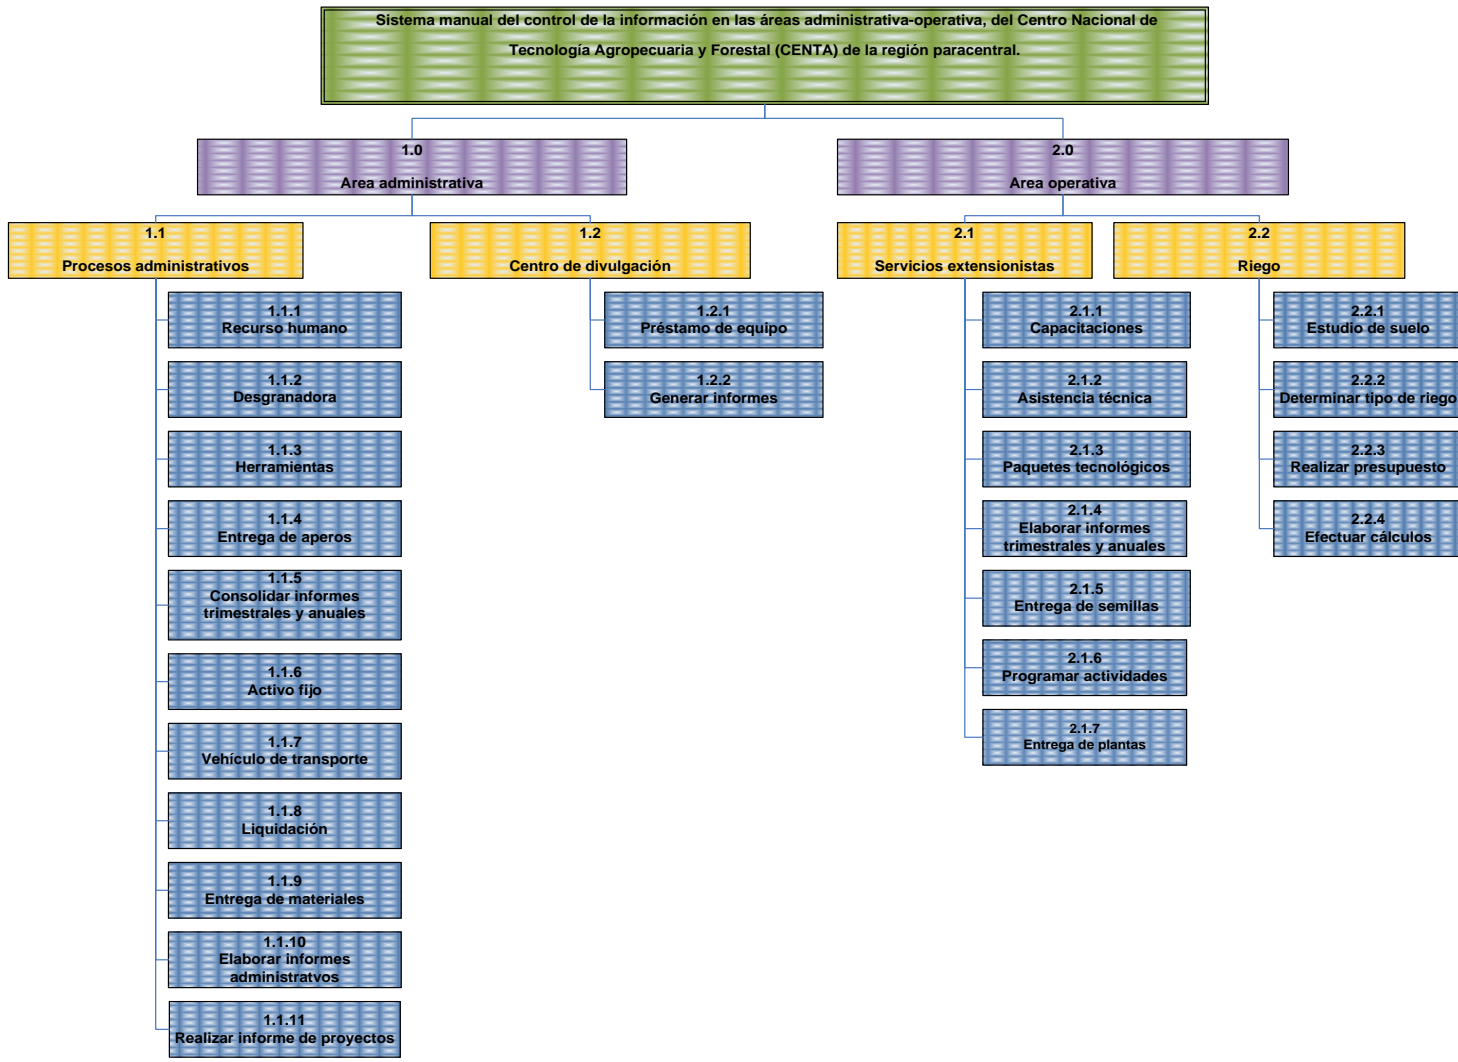 Sistema manual del control de la información en las áreas administrativa-operativa, del Centro Nacional de
Tecnología Agropecuaria y Forestal (CENTA) de la región paracentral.
1.0
Area administrativa
2.0
Area operativa
1.1
Procesos administrativos
1.2
Centro de divulgación
2.1
Servicios extensionistas
2.2
Riego
1.1.1
Recurso humano
1.1.2
Desgranadora
1.1.3
Herramientas
1.1.4
Entrega de aperos
1.1.5
Consolidar informes
trimestrales y anuales
1.1.6
Activo fijo
1.1.7
Vehículo de transporte
1.1.8
Liquidación
1.1.9
Entrega de materiales
1.1.10
Elaborar informes
administratvos
1.1.11
Realizar informe de proyectos
1.2.1
Préstamo de equipo
1.2.2
Generar informes
2.1.1
Capacitaciones
2.1.2
Asistencia técnica
2.1.3
Paquetes tecnológicos
2.1.4
Elaborar informes
trimestrales y anuales
2.1.5
Entrega de semillas
2.1.6
Programar actividades
2.1.7
Entrega de plantas
2.2.1
Estudio de suelo
2.2.2
Determinar tipo de riego
2.2.3
Realizar presupuesto
2.2.4
Efectuar cálculos